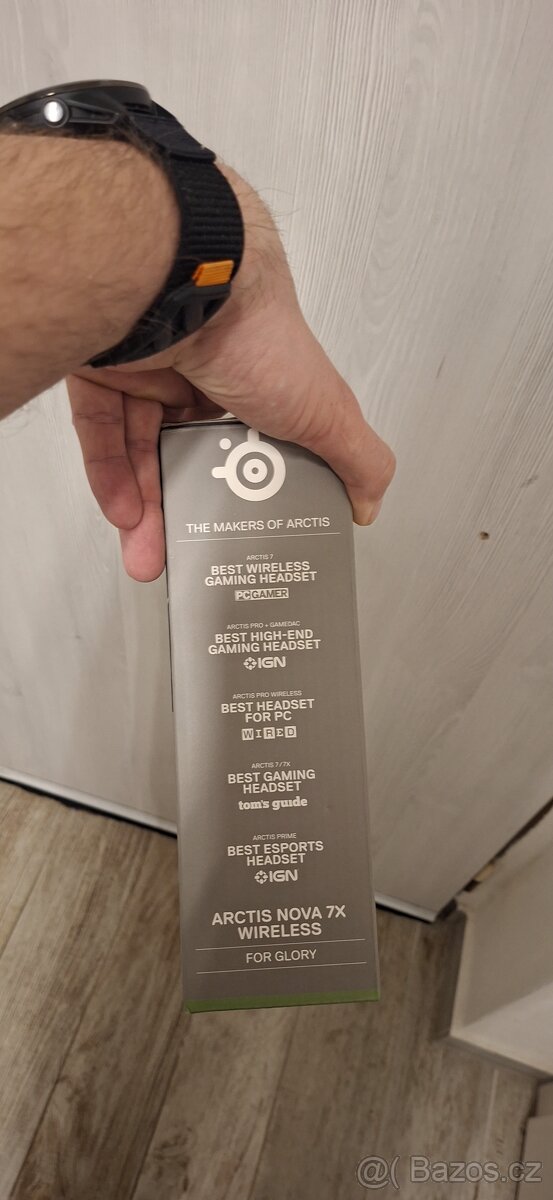 THE MAKERS OF ARCTIS
ARCTIS 7
BEST WIRELESS
GAMING HEADSET
PCGAMER
ARCTIS PRO + GAMEDAC
BEST HIGH-END
GAMING HEADSET
IGN
ARCTIS PRO WIRELESS
BEST HEADSET
FOR PC
WIRED
ARCTIS 7/7X
BEST GAMING
HEADSET
tom's guide
ARCTIS PRIME
BEST ESPORTS
HEADSET
IGN
ARCTIS NOVA 7X
WIRELESS
FOR GLORY
@( Bazos.cz